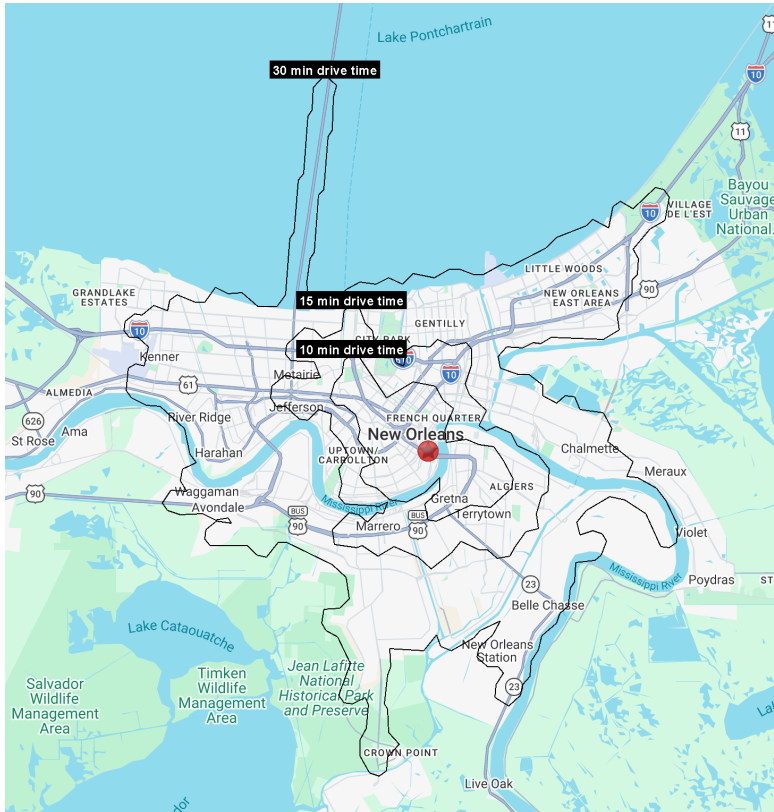 11
Lake Pontchartrain
30 min drive time
10
11
Bayou
Sauvage
Urban
National
VILLAGE
DE L'EST
10
LITTLE WOODS
90
GRANDLAKE
ESTATES
15 min drive time
NEW ORLEANS
EAST AREA
GENTILLY
10
CITY PARK
10 min drive time
610
Kenner
Metairie
10
61
ALMEDIA
Jefferson
626
River Ridge
FRENCH QUARTER
Ama
New Orleans
St Rose
Harahan
UPTOWN/
CARROLLTON
Chalmette
Meraux
90
Waggaman
ALGIERS
Avondale
Mississippi River
Gretna
BUS
90
Marrero
BUS
90
Terrytown
Violet
Mississippi River
Poydras
ST
23
Belle Chasse
Lake Cataouatche
New Orleans
Station
Jean Lafitte
National
Historical Park
and Preserve
Timken
Wildlife
Management
Area
Salvador
Wildlife
Management
Area
23
CROWN POINT
Live Oak